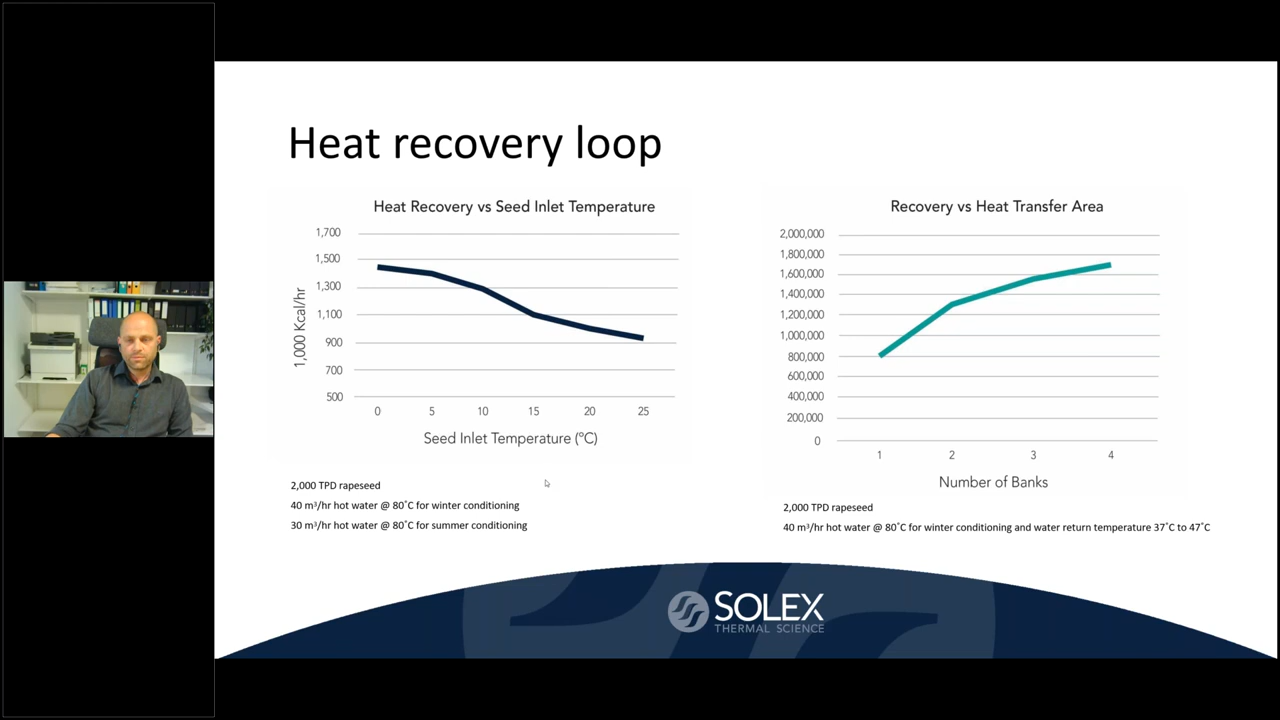 Heat recovery loop
Heat Recovery vs Seed Inlet Temperature
1,700
1,500
1,300
1,100
900
700
500
1,000 Kcal/hr
0 5 10 15 20 25
Seed Inlet Temperature (°C)
2,000 TPD rapeseed
40 m³/hr hot water @ 80˚C for winter conditioning
30 m³/hr hot water @ 80˚C for summer conditioning
Recovery vs Heat Transfer Area
2,000,000
1,800,000
1,600,000
1,400,000
1,200,000
1,000,000
800,000
600,000
400,000
200,000
0
1 2 3 4
Number of Banks
2,000 TPD rapeseed
40 m³/hr hot water @ 80˚C for winter conditioning and water return temperature 37˚C to 47˚C
SOLEX
THERMAL SCIENCE